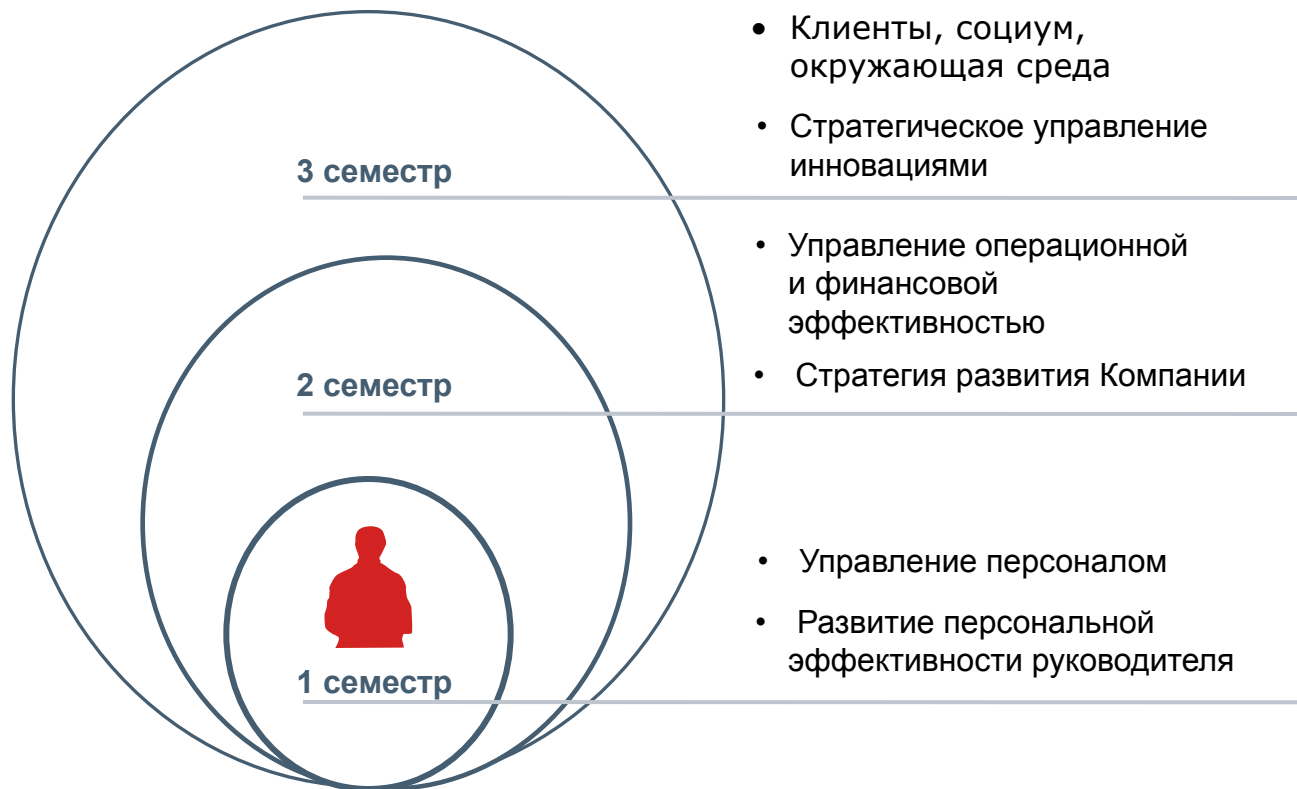 • Клиенты, социум,
окружающая среда
• Стратегическое управление
инновациями
3 семестр
• Управление операционной
и финансовой
эффективностью
• Стратегия развития Компании
2 семестр
• Управление персоналом
• Развитие персональной
эффективности руководителя
1 семестр